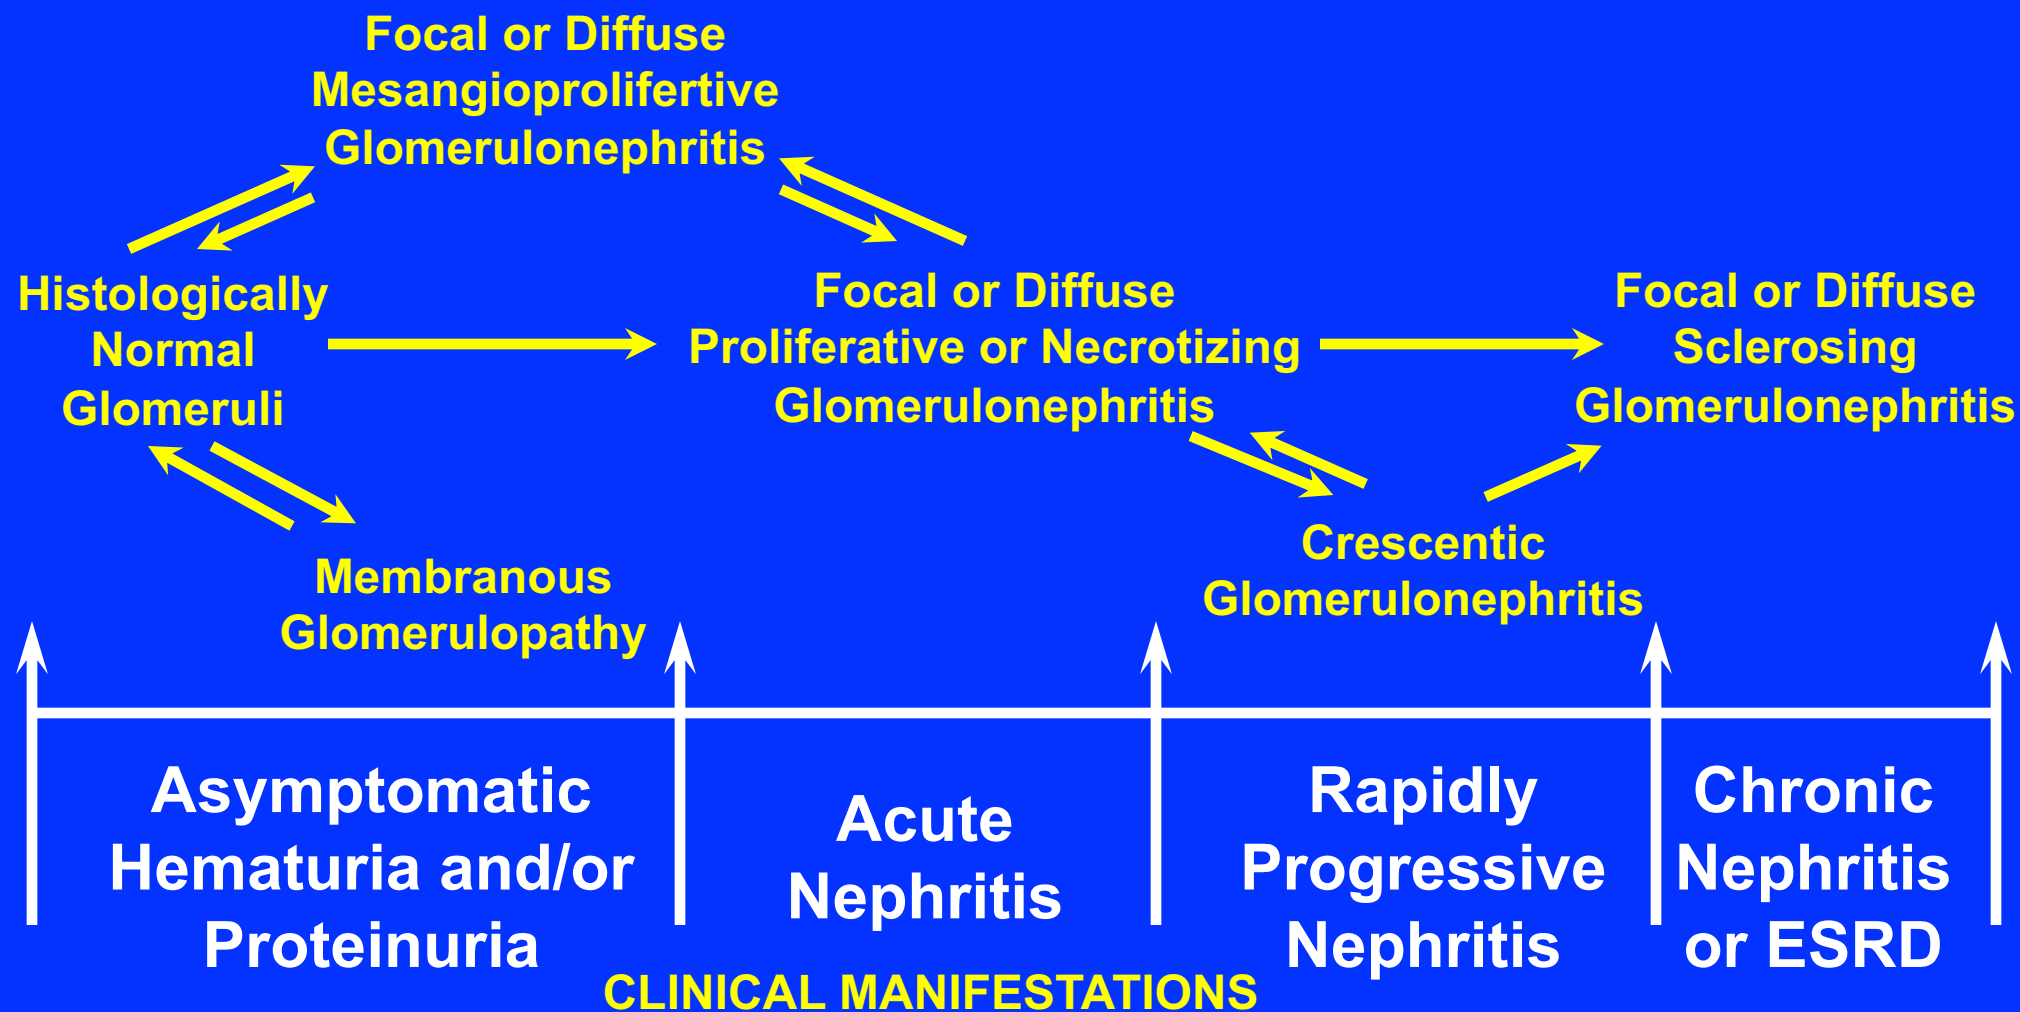 Focal or Diffuse
Mesangioprolifertive
Glomerulonephritis
Histologically
Normal
Glomeruli
Focal or Diffuse
Proliferative or Necrotizing
Glomerulonephritis
Focal or Diffuse
Sclerosing
Glomerulonephritis
Membranous
Glomerulopathy
Crescentic
Glomerulonephritis
Asymptomatic
Hematuria and/or
Proteinuria
Acute
Nephritis
Rapidly
Progressive
Nephritis
Chronic
Nephritis
or ESRD
CLINICAL MANIFESTATIONS